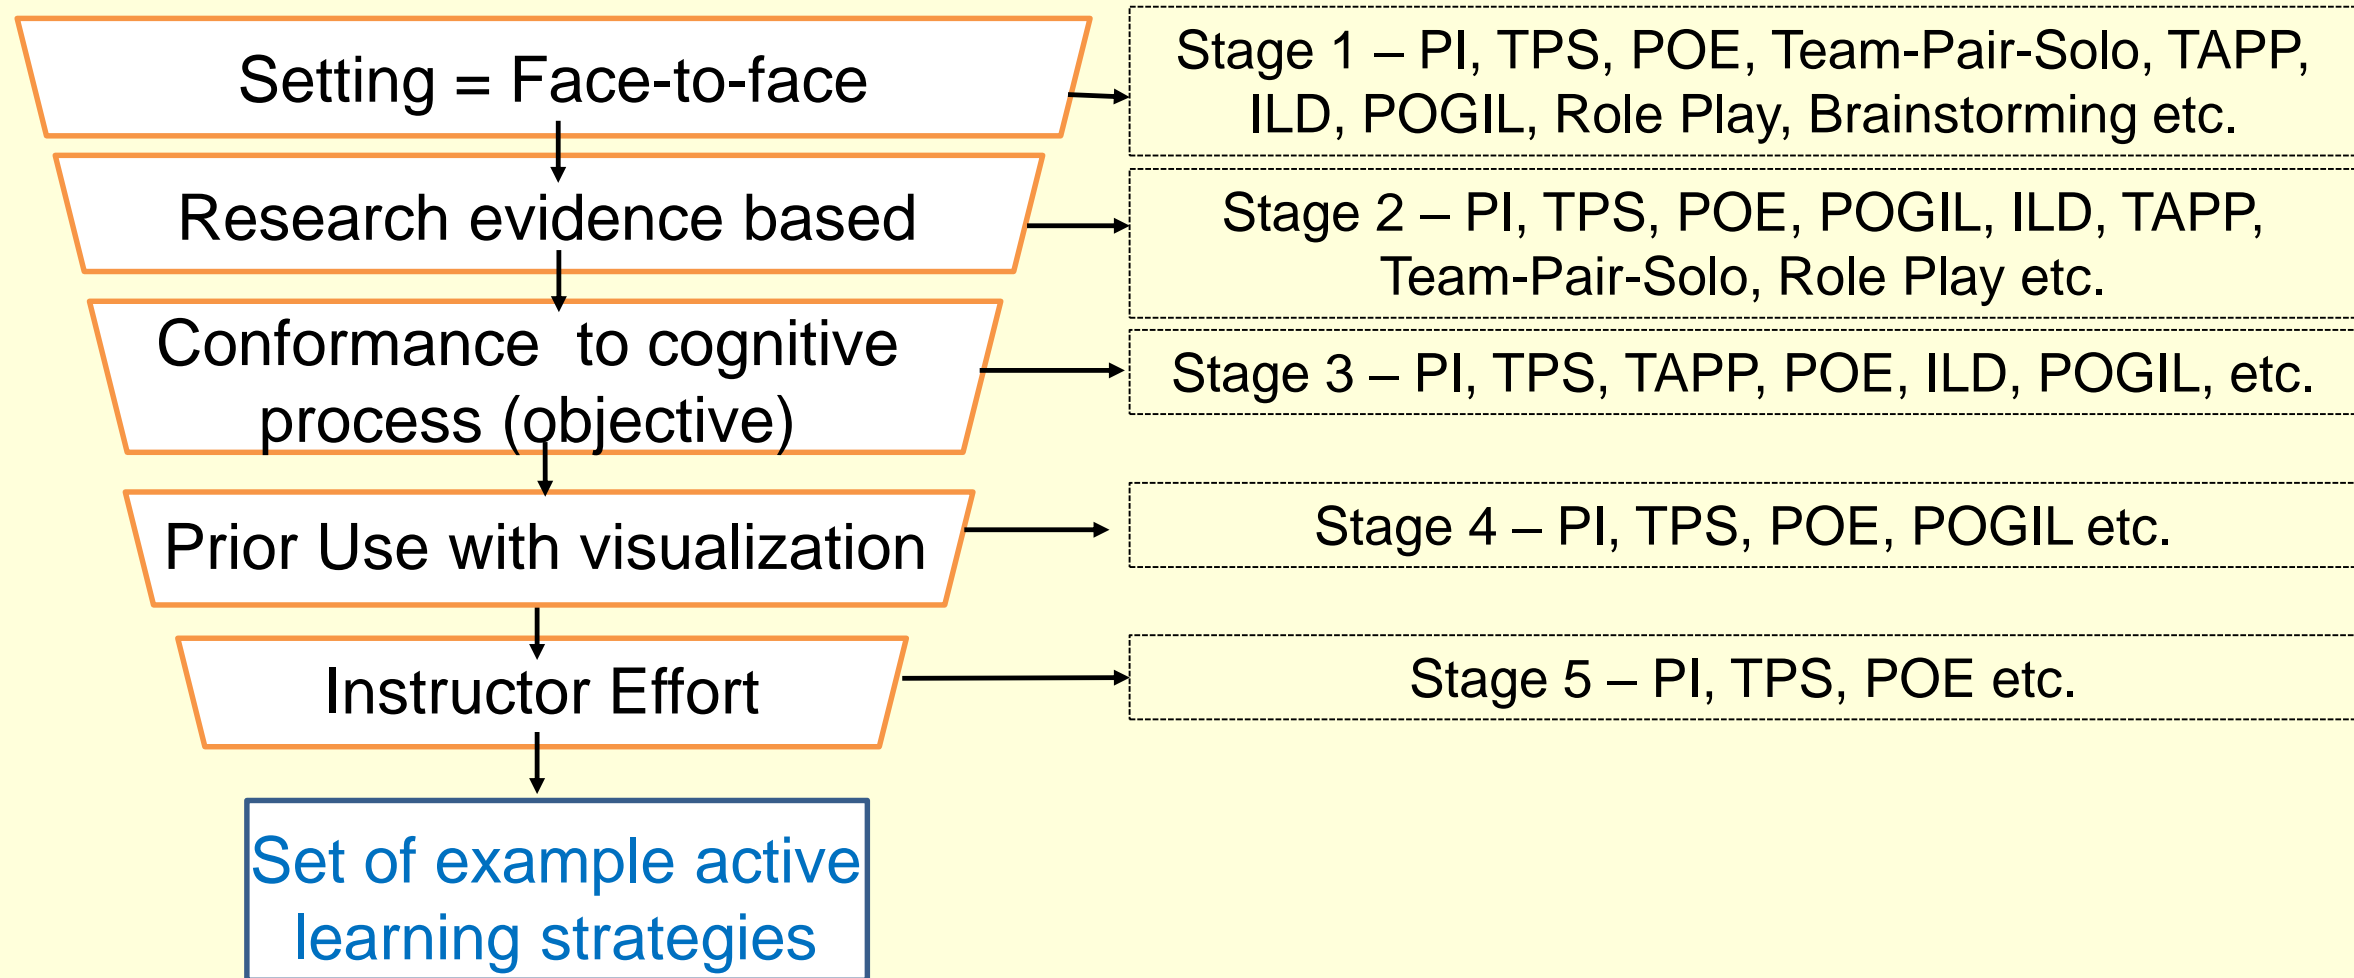 Setting = Face-to-face
Stage 1 – PI, TPS, POE, Team-Pair-Solo, TAPP,
ILD, POGIL, Role Play, Brainstorming etc.
Research evidence based
Stage 2 – PI, TPS, POE, POGIL, ILD, TAPP,
Team-Pair-Solo, Role Play etc.
Conformance  to cognitive
process (objective)
Stage 3 – PI, TPS, TAPP, POE, ILD, POGIL, etc.
Prior Use with visualization
Stage 4 – PI, TPS, POE, POGIL etc.
Instructor Effort
Stage 5 – PI, TPS, POE etc.
Set of example active
learning strategies